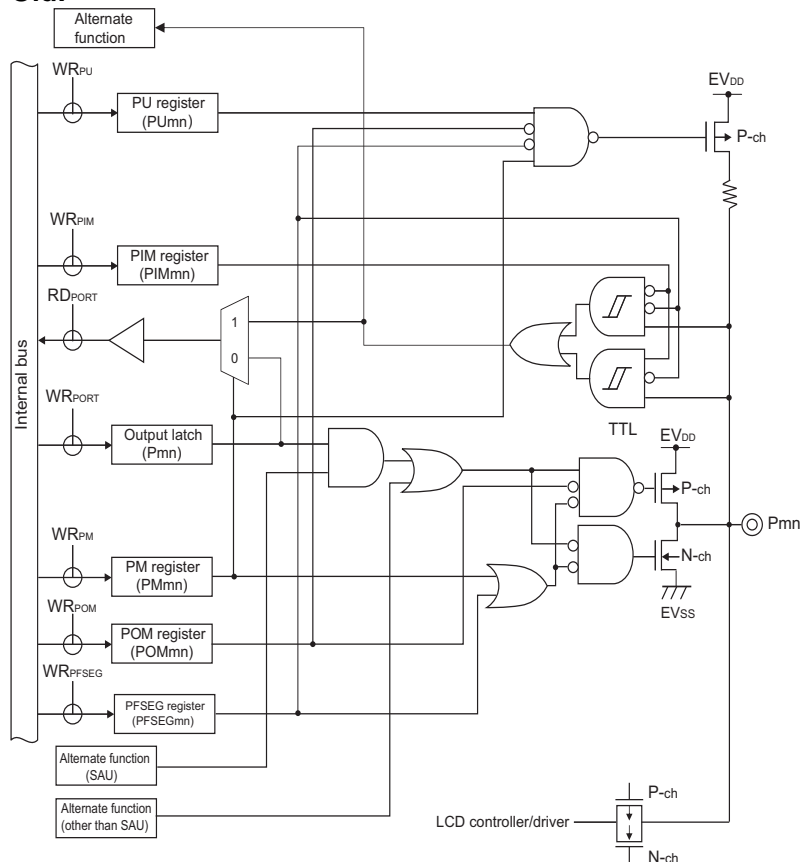 Alternate
function
WRPU
PU register
(PUmn)
EVDD
P-ch
WRPIM
PIM register
(PIMmn)
RDPORT
1
0
Internal bus
WRPORT
Output latch
(Pmn)
TTL
EVDD
P-ch
Pmn
WRPM
PM register
(PMmn)
N-ch
EVSS
WRPOM
POM register
(POMmn)
WRPFSEG
PFSEG register
(PFSEGmn)
Alternate function
(SAU)
Alternate function
(other than SAU)
P-ch
LCD controller/driver
N-ch